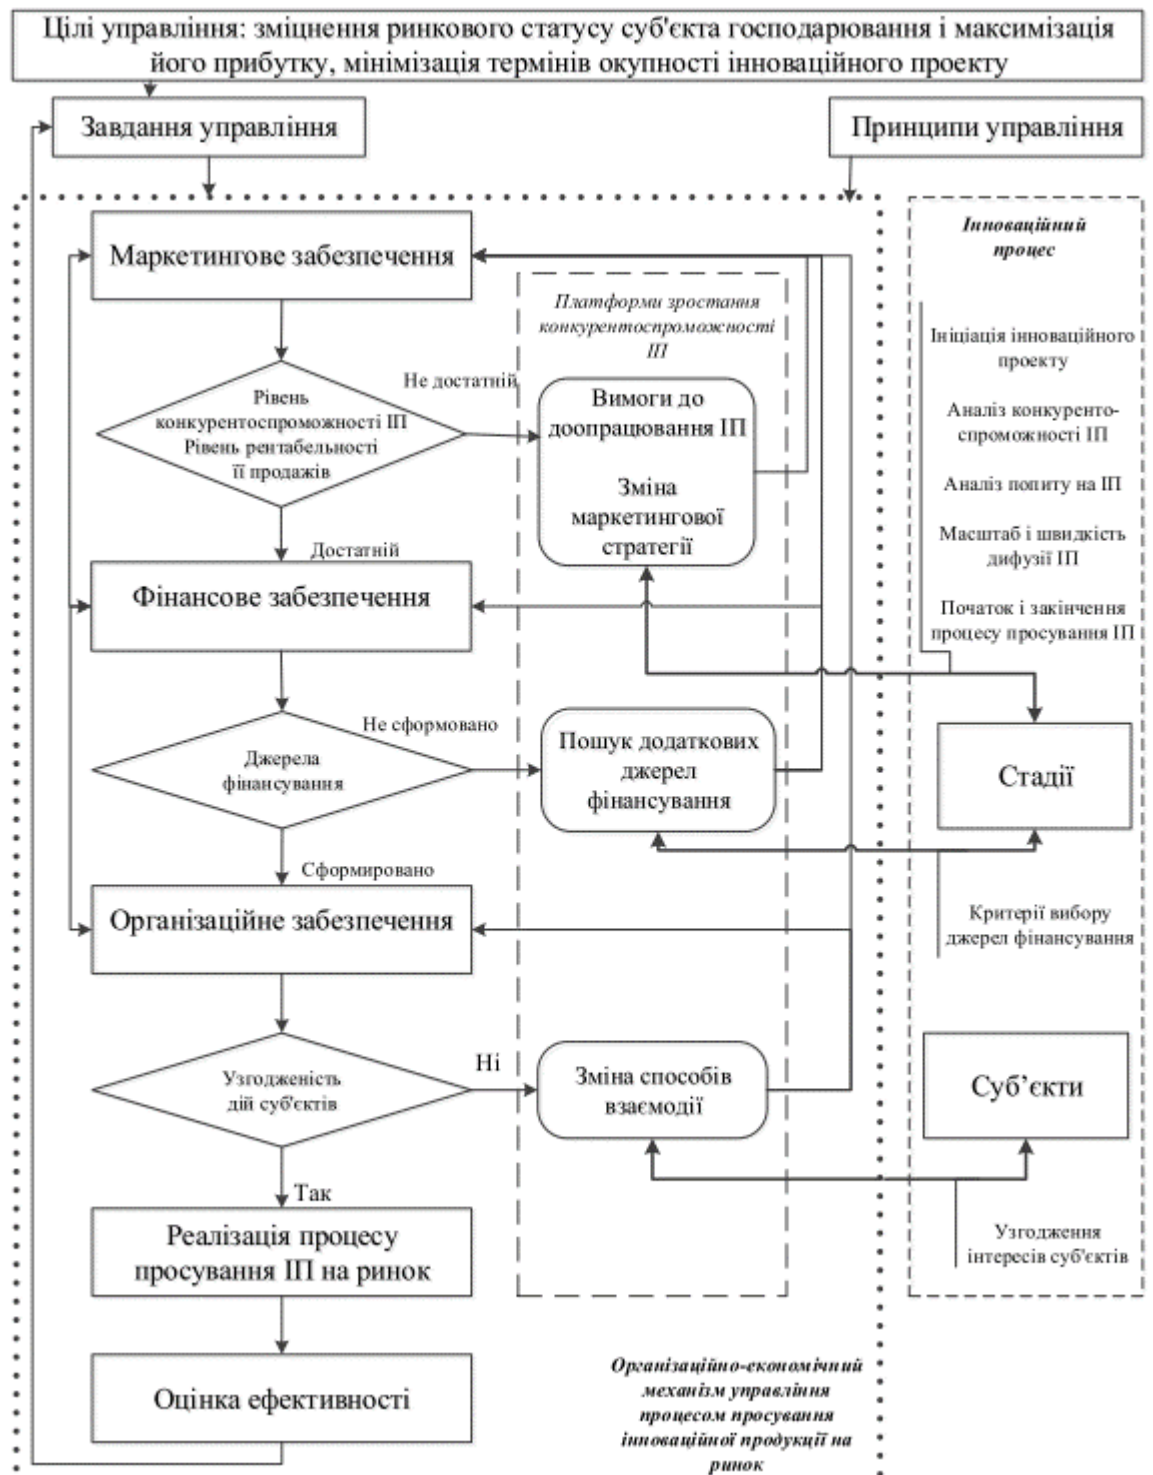 Цілі управління: зміцнення ринкового статусу суб'єкта господарювання і максимізація
його прибутку, мінімізація термінів окупності інноваційного проекту
Завдання управління
Принципи управління
Маркетингове забезпечення
Інноваційний
процес
Платформи зростання
конкурентоспроможності
ІП
Ініціація інноваційного
проекту
Не достатній
Рівень
конкурентоспроможності ІП
Рівень рентабельності
її продажів
Вимоги до
доопрацювання ІП
Зміна
маркетингової
стратегії
Аналіз конкуренто-
спроможності ІП
Аналіз попиту на ІП
Масштаб і швидкість
дифузії ІП
Початок і закінчення
процесу просування ІП
Достатній
Фінансове забезпечення
Не сформовано
Джерела
фінансування
Пошук додаткових
джерел
фінансування
Стадії
Сформировано
Організаційне забезпечення
Критерії вибору
джерел фінансування
Ні
Узгодженість
дій суб'єктів
Зміна способів
взаємодії
Суб’єкти
Так
Реалізація процесу
просування ІП на ринок
Узгодження
інтересів суб'єктів
Оцінка ефективності
Організаційно-економічний
механізм управління
процесом просування
інноваційної продукції на
ринок